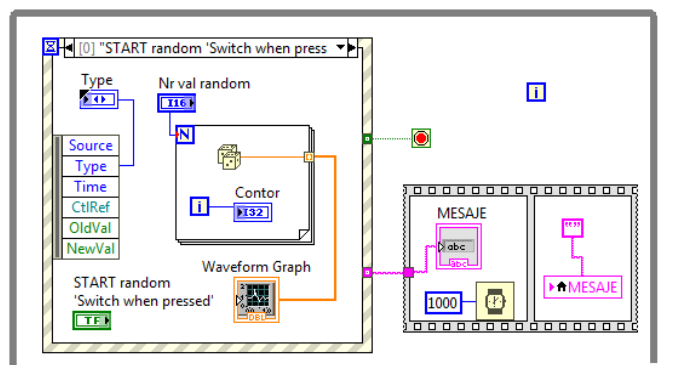 [0] "START random 'Switch when press
Type
Nr val random
I16
N
i
Source
Type
Time
CtlRef
OldVal
NewVal
i
Contor
I32
Waveform Graph
DBL
START random
'Switch when pressed'
TF
MESAJE
abc
abc
1000
MESAJE